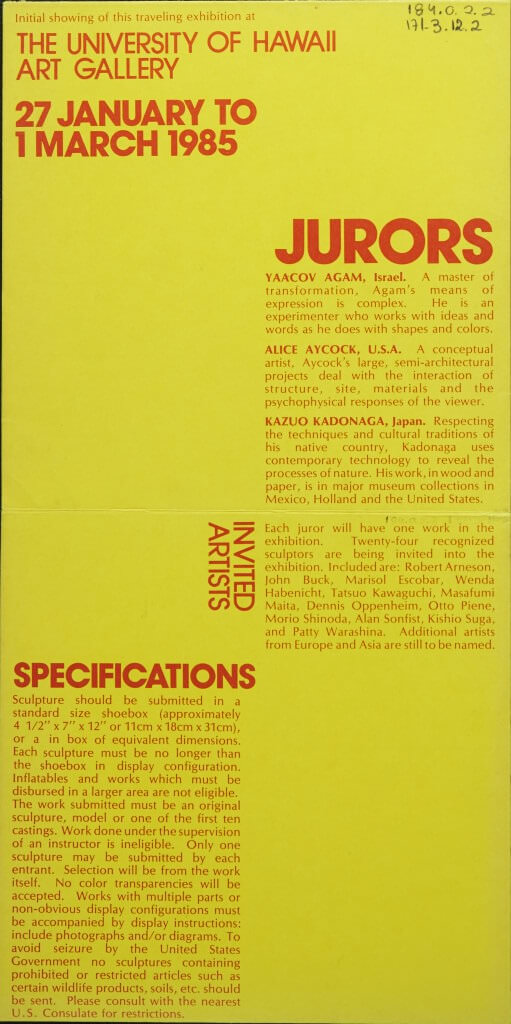 Initial showing of this traveling exhibition at
THE UNIVERSITY OF HAWAII
ART GALLERY
27 JANUARY TO
1 MARCH 1985
184.0.2.2
171.3.12.2
JURORS
YAACOV AGAM, Israel. A master of
transformation, Agam's means of
expression is complex. He is an
experimenter who works with ideas and
words as he does with shapes and colors.
ALICE AYCOCK, U.S.A. A conceptual
artist, Aycock's large, semi-architectural
projects deal with the interaction of
structure, site, materials and the
psychophysical responses of the viewer.
KAZUO KADONAGA, Japan. Respecting
the techniques and cultural traditions of
his native country, Kadonaga uses
contemporary technology to reveal the
processes of nature. His work, in wood and
paper, is in major museum collections in
Mexico, Holland and the United States.
INVITED
ARTISTS
Each juror will have one work in the
exhibition. Twenty-four recognized
sculptors are being invited into the
exhibition. Included are: Robert Arneson,
John Buck, Marisol Escobar, Wenda
Habenicht, Tatsuo Kawaguchi, Masafumi
Maita, Dennis Oppenheim, Otto Piene,
Morio Shinoda, Alan Sonfist, Kishio Suga,
and Patty Warashina. Additional artists
from Europe and Asia are still to be named.
SPECIFICATIONS
Sculpture should be submitted in a
standard size shoebox (approximately
4 1/2" x 7" x 12" or 11cm x 18cm x 31cm),
or a in box of equivalent dimensions.
Each sculpture must be no longer than
the shoebox in display configuration.
Inflatables and works which must be
disbursed in a larger area are not eligible.
The work submitted must be an original
sculpture, model or one of the first ten
castings. Work done under the supervision
of an instructor is ineligible. Only one
sculpture may be submitted by each
entrant. Selection will be from the work
itself. No color transparencies will be
accepted. Works with multiple parts or
non-obvious display configurations must
be accompanied by display instructions:
include photographs and/or diagrams. To
avoid seizure by the United States
Government no sculptures containing
prohibited or restricted articles such as
certain wildlife products, soils, etc. should
be sent. Please consult with the nearest
U.S. Consulate for restrictions.